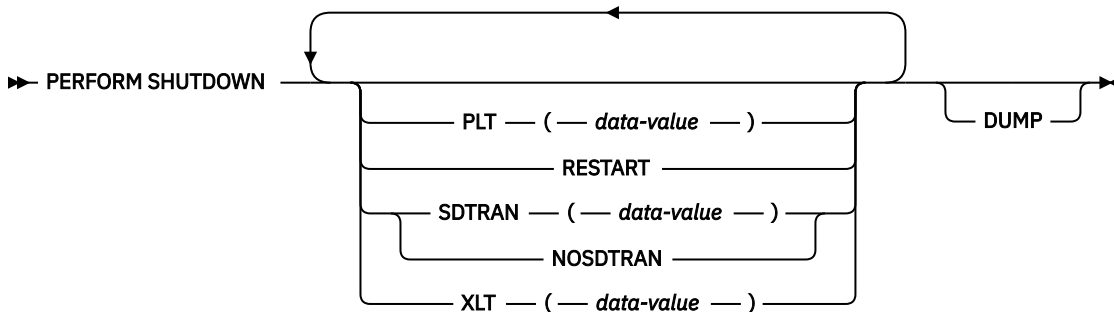 PERFORM SHUTDOWN
PLT ( data-value )
DUMP
RESTART
SDTRAN ( data-value )
NOSDTRAN
XLT ( data-value )